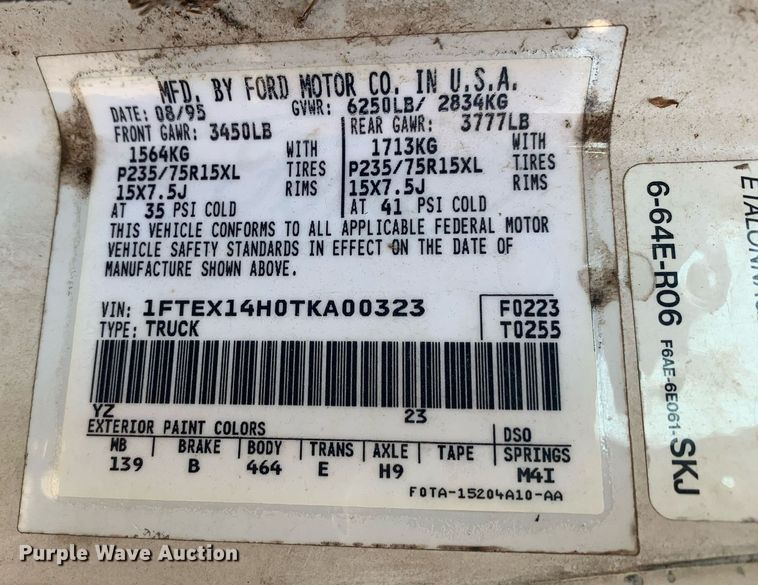 MFD. BY FORD MOTOR CO. IN U.S.A.
DATE: 08/95 GVWR: 6250LB/ 2834KG
FRONT GAWR: 3450LB REAR GAWR: 3777LB
1564KG WITH 1713KG WITH
P235/75R15XL TIRES P235/75R15XL TIRES
15X7.5J RIMS 15X7.5J RIMS
AT 35 PSI COLD AT 41 PSI COLD
THIS VEHICLE CONFORMS TO ALL APPLICABLE FEDERAL MOTOR
VEHICLE SAFETY STANDARDS IN EFFECT ON THE DATE OF
MANUFACTURE SHOWN ABOVE.
VIN: 1FTEX14H0TKA00323 F0223
TYPE: TRUCK T0255
YZ 23
EXTERIOR PAINT COLORS DSO
MB BRAKE BODY TRANS AXLE TAPE SPRINGS
139 B 464 E H9 M4I
F0TA-15204A10-AA
6-64E-R06 F6AE-6E061-SKJ
Purple Wave Auction